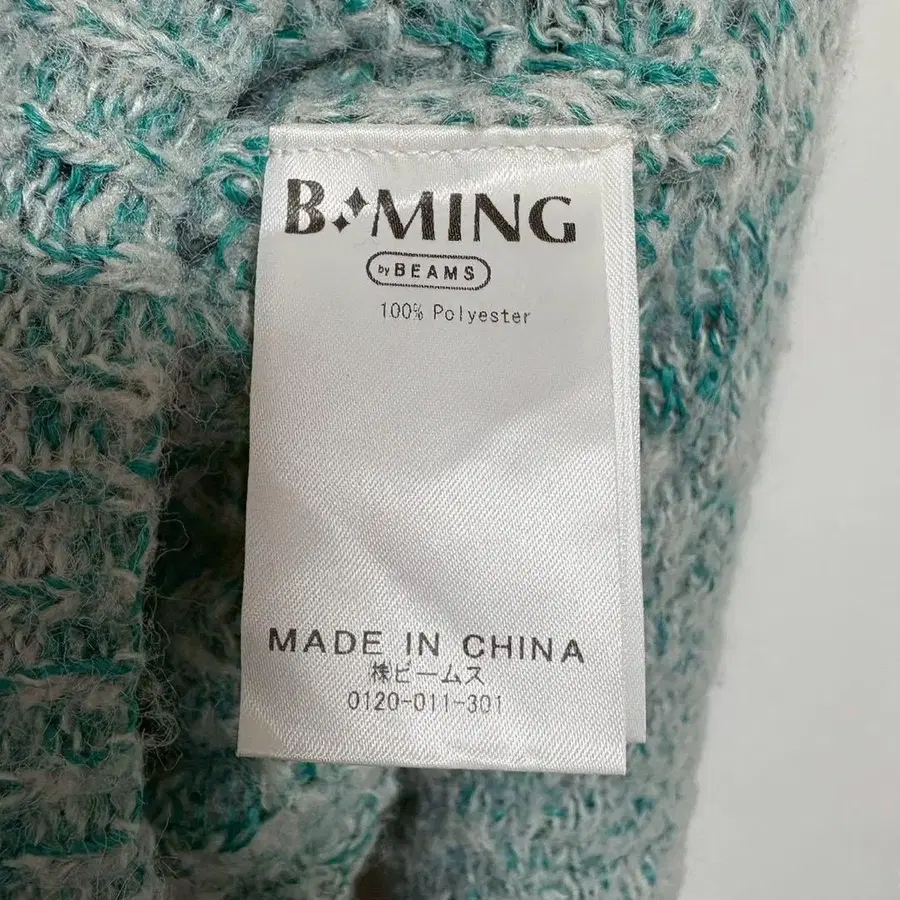 B:MING
by BEAMS
100% Polyester
MADE IN CHINA
㈱ビームス
0120-011-301